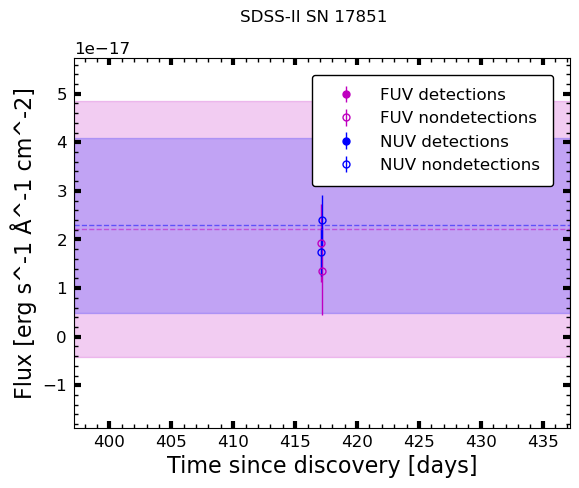 SDSS-II SN 17851
1e−17
FUV detections
FUV nondetections
NUV detections
NUV nondetections
5
4
3
2
1
0
−1
Flux [erg s^-1 Å^-1 cm^-2]
400 405 410 415 420 425 430 435
Time since discovery [days]